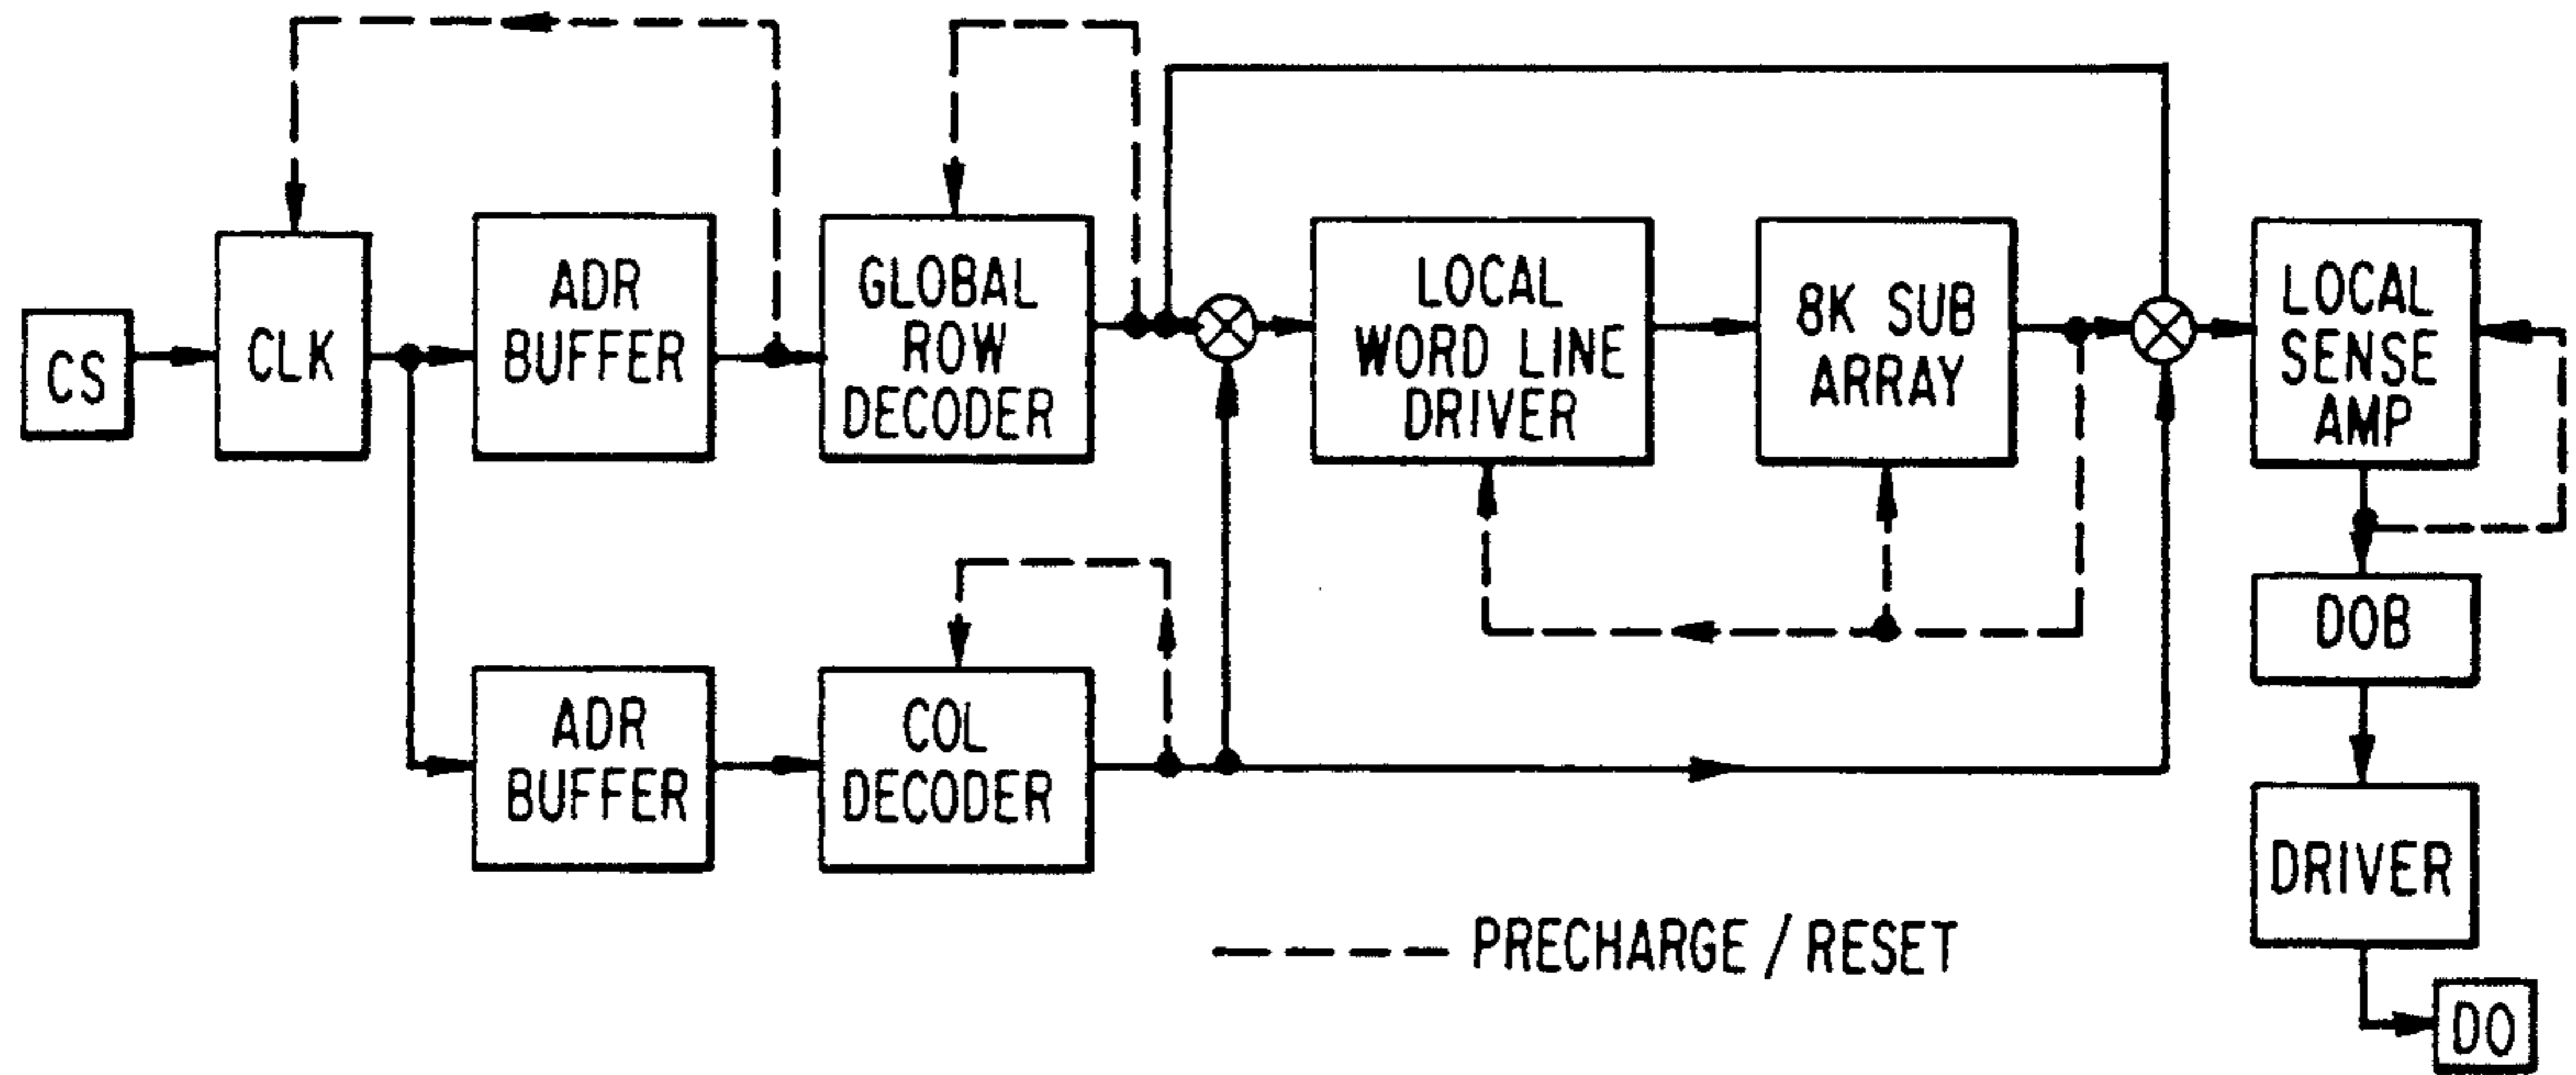 CS
CLK
ADR
BUFFER
GLOBAL
ROW
DECODER
LOCAL
WORD LINE
DRIVER
8K SUB
ARRAY
LOCAL
SENSE
AMP
ADR
BUFFER
COL
DECODER
DOB
DRIVER
DO
PRECHARGE / RESET